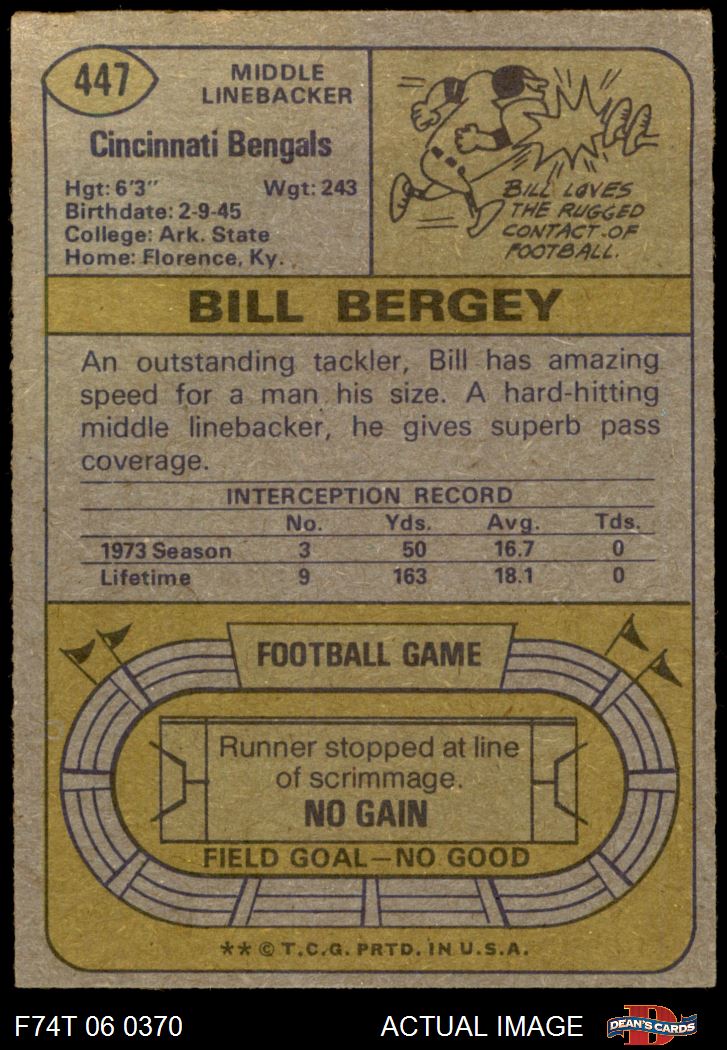 447
MIDDLE
LINEBACKER
Cincinnati Bengals
Hgt: 6'3" Wgt: 243
Birthdate: 2-9-45
College: Ark. State
Home: Florence, Ky.
BILL LOVES
THE RUGGED
CONTACT OF
FOOTBALL.
BILL BERGEY
An outstanding tackler, Bill has amazing
speed for a man his size. A hard-hitting
middle linebacker, he gives superb pass
coverage.
INTERCEPTION RECORD
No. Yds. Avg. Tds.
1973 Season 3 50 16.7 0
Lifetime 9 163 18.1 0
FOOTBALL GAME
Runner stopped at line
of scrimmage.
NO GAIN
FIELD GOAL—NO GOOD
** © T.C.G. PRTD. IN U.S.A.
F74T 06 0370 ACTUAL IMAGE DEAN'S CARDS